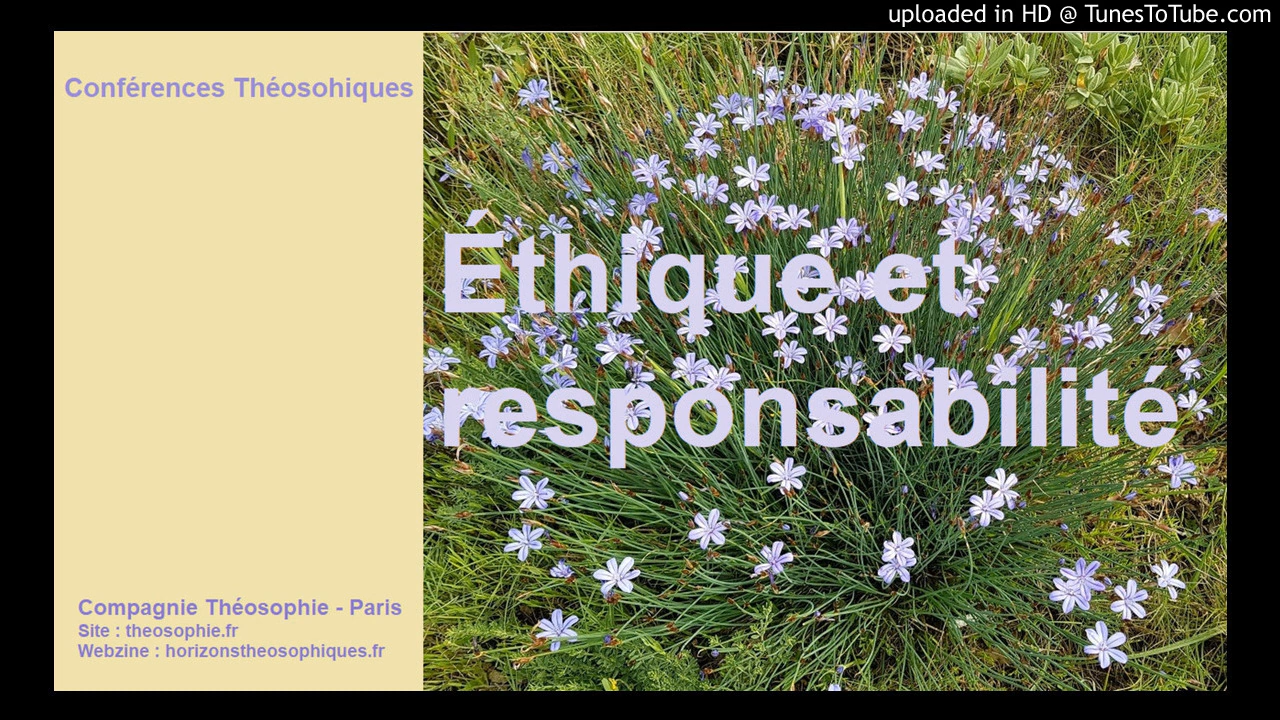 uploaded in HD @ TunesToTube.com
Conférences Théosohiques
Éthique et
responsabilité
Compagnie Théosophie - Paris
Site : theosophie.fr
Webzine : horizonstheosophiques.fr